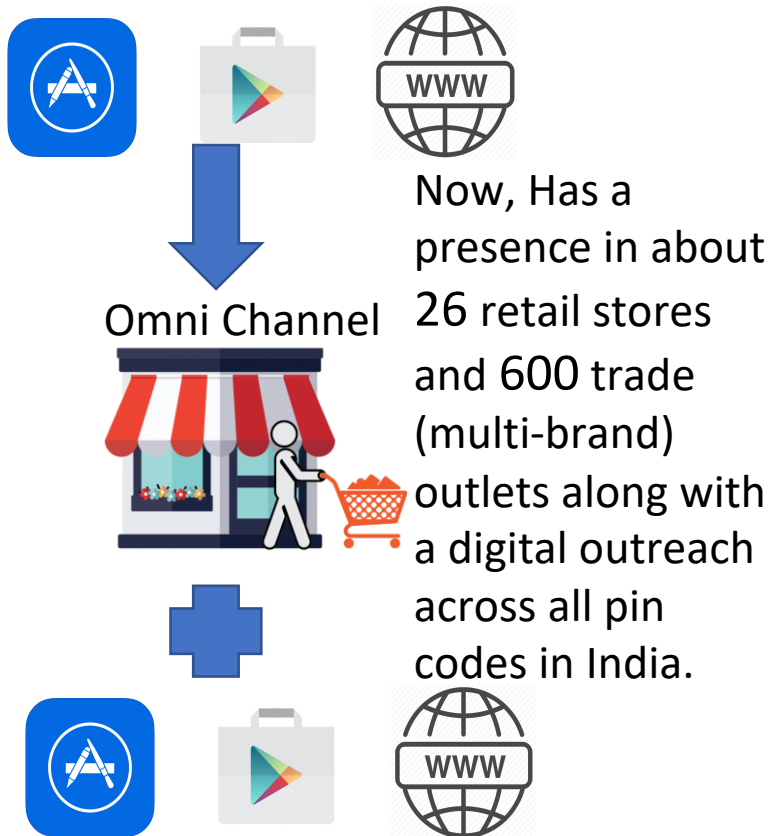 WWW
Now, Has a
presence in about
Omni Channel
26 retail stores
and 600 trade
(multi-brand)
outlets along with
a digital outreach
across all pin
codes in India.
WWW